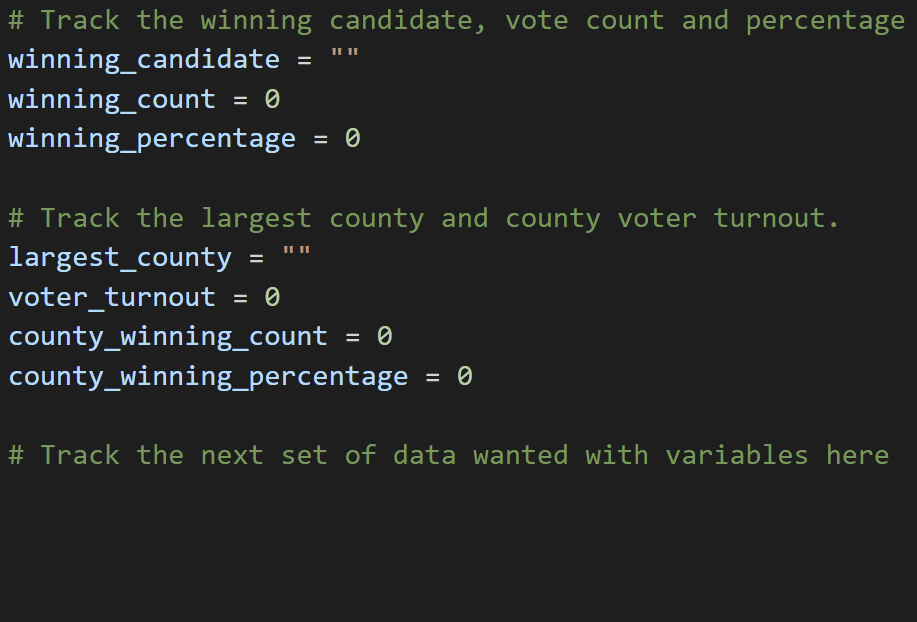 # Track the winning candidate, vote count and percentage
winning_candidate = ""
winning_count = 0
winning_percentage = 0
# Track the largest county and county voter turnout.
largest_county = ""
voter_turnout = 0
county_winning_count = 0
county_winning_percentage = 0
# Track the next set of data wanted with variables here